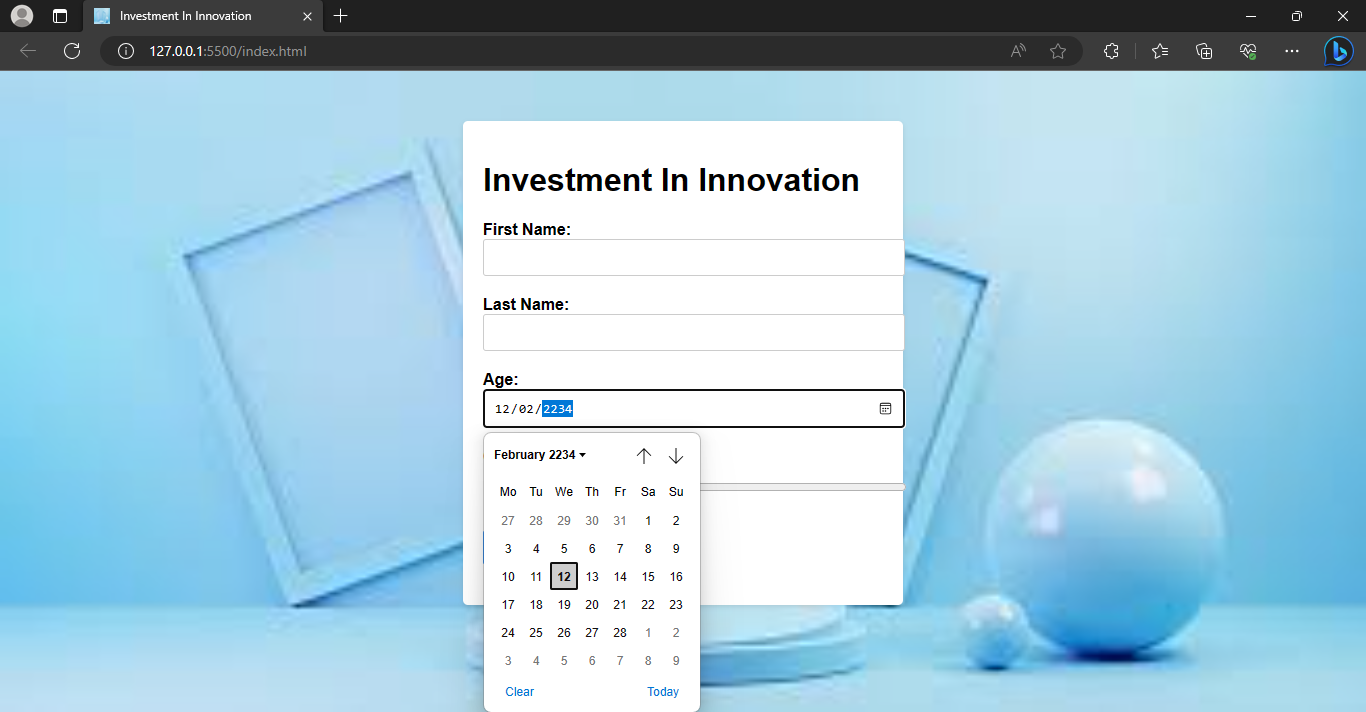 Investment In Innovation
127.0.0.1:5500/index.html
Investment In Innovation
First Name:
Last Name:
Age:
12/02/2234
February 2234
Mo Tu We Th Fr Sa Su
27 28 29 30 31 1 2
3 4 5 6 7 8 9
10 11 12 13 14 15 16
17 18 19 20 21 22 23
24 25 26 27 28 1 2
3 4 5 6 7 8 9
Clear Today